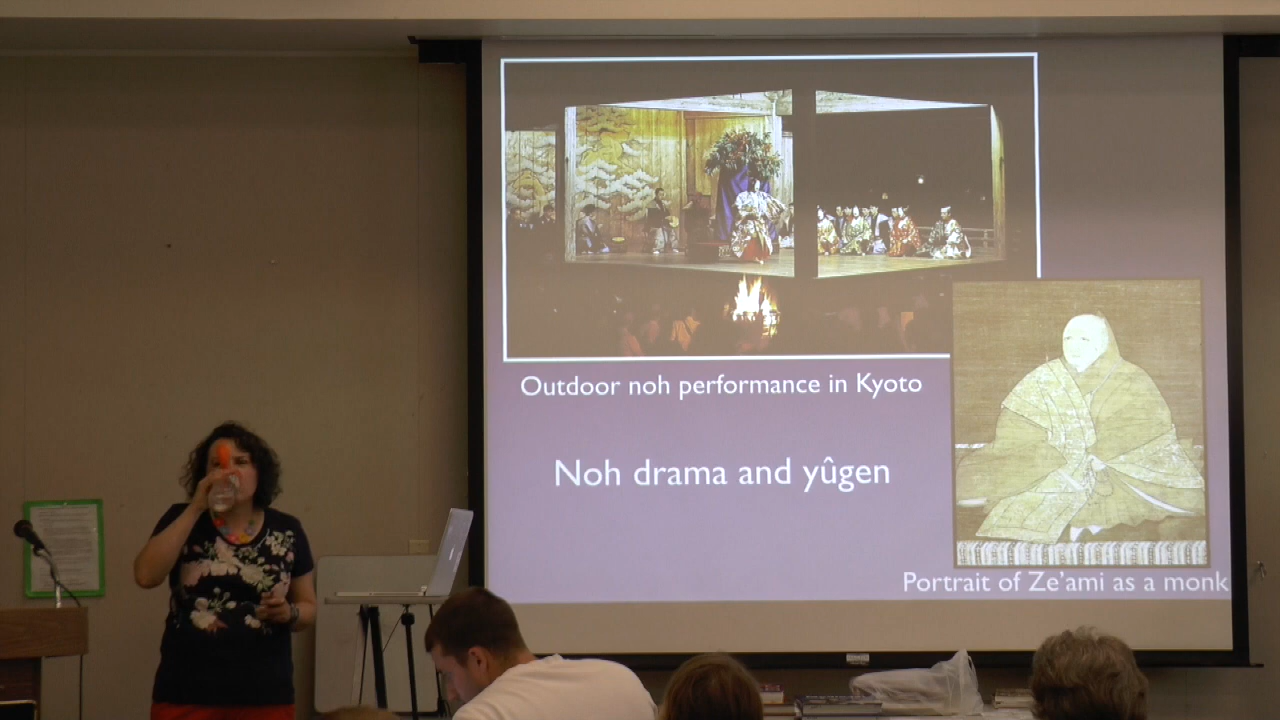 Outdoor noh performance in Kyoto
Noh drama and yûgen
Portrait of Ze'ami as a monk